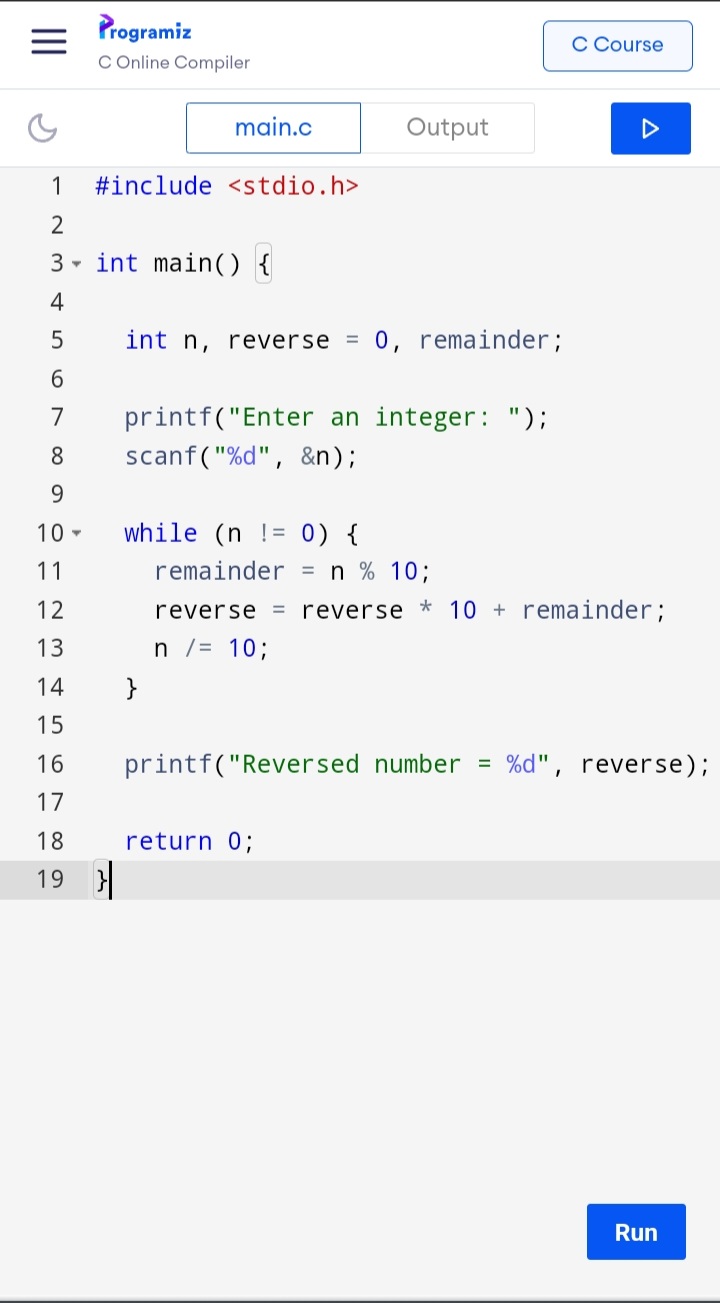 Programiz
C Online Compiler
C Course
main.c
Output
1 #include <stdio.h>
2
3 int main() {
4
5 int n, reverse = 0, remainder;
6
7 printf("Enter an integer: ");
8 scanf("%d", &n);
9
10 while (n != 0) {
11 remainder = n % 10;
12 reverse = reverse * 10 + remainder;
13 n /= 10;
14 }
15
16 printf("Reversed number = %d", reverse);
17
18 return 0;
19 }
Run